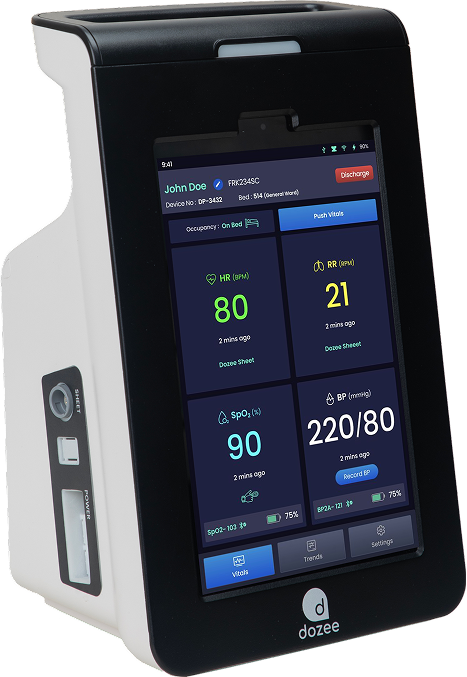 9:41
90%
John Doe FRK234SC
Discharge
Device No : DP-3432 Bed : 514 (General Ward)
Occupancy : On Bed
Push Vitals
HR (BPM)
80
2 mins ago
Dozee Sheet
RR (BPM)
21
2 mins ago
Dozee Sheeet
SpO₂ (%)
90
2 mins ago
SpO2- 103 75%
BP (mmHg)
220/80
2 mins ago
Record BP
BP2A- 121 75%
Vitals
Trends
Settings
SHEET
POWER
d
dozee